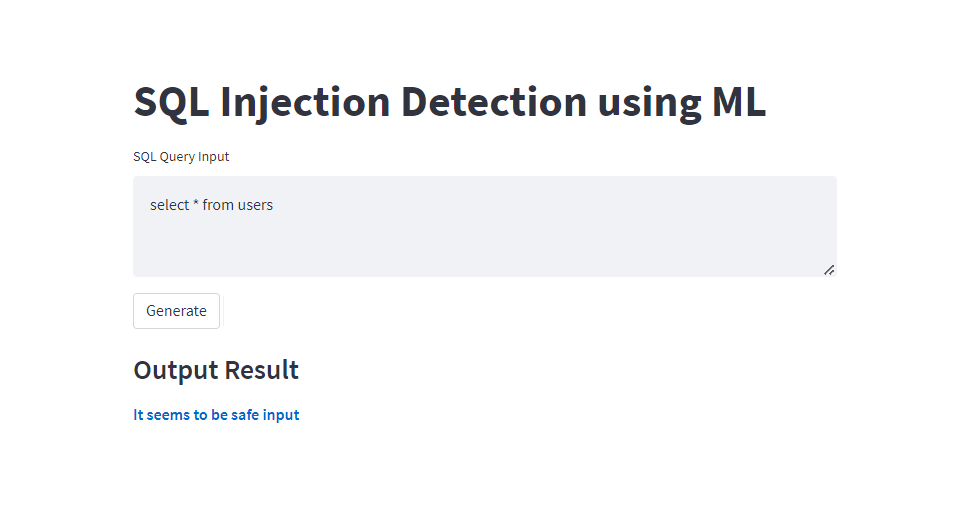 SQL Injection Detection using ML
SQL Query Input
select * from users
Generate
Output Result
It seems to be safe input